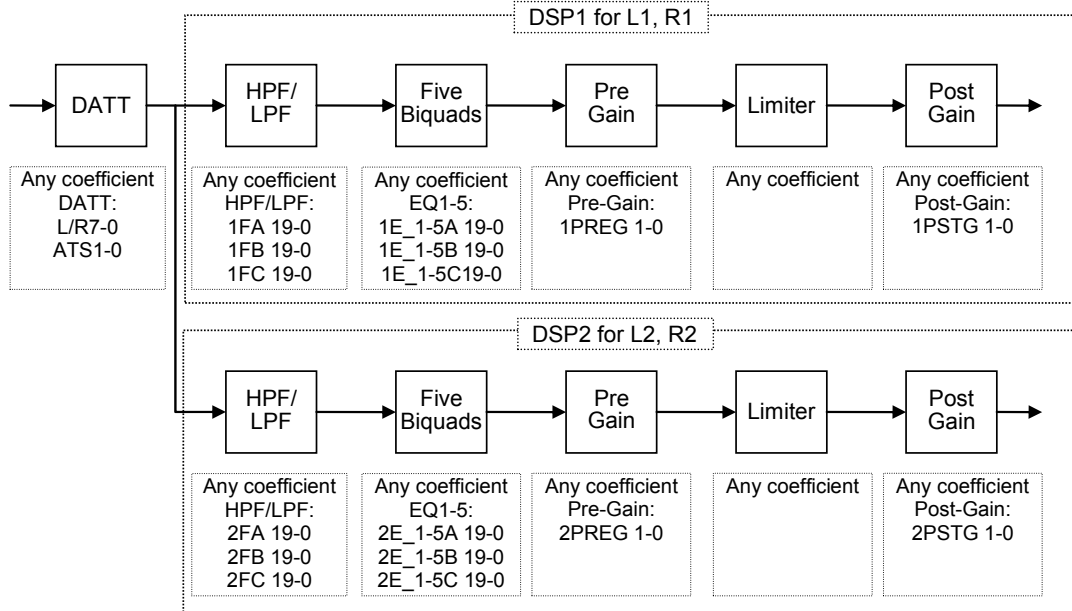 DSP1 for L1, R1
DATT
HPF/
LPF
Five
Biquads
Pre
Gain
Limiter
Post
Gain
Any coefficient
DATT:
L/R7-0
ATS1-0
Any coefficient
HPF/LPF:
1FA 19-0
1FB 19-0
1FC 19-0
Any coefficient
EQ1-5:
1E_1-5A 19-0
1E_1-5B 19-0
1E_1-5C19-0
Any coefficient
Pre-Gain:
1PREG 1-0
Any coefficient
Any coefficient
Post-Gain:
1PSTG 1-0
DSP2 for L2, R2
HPF/
LPF
Five
Biquads
Pre
Gain
Limiter
Post
Gain
Any coefficient
HPF/LPF:
2FA 19-0
2FB 19-0
2FC 19-0
Any coefficient
EQ1-5:
2E_1-5A 19-0
2E_1-5B 19-0
2E_1-5C 19-0
Any coefficient
Pre-Gain:
2PREG 1-0
Any coefficient
Any coefficient
Post-Gain:
2PSTG 1-0